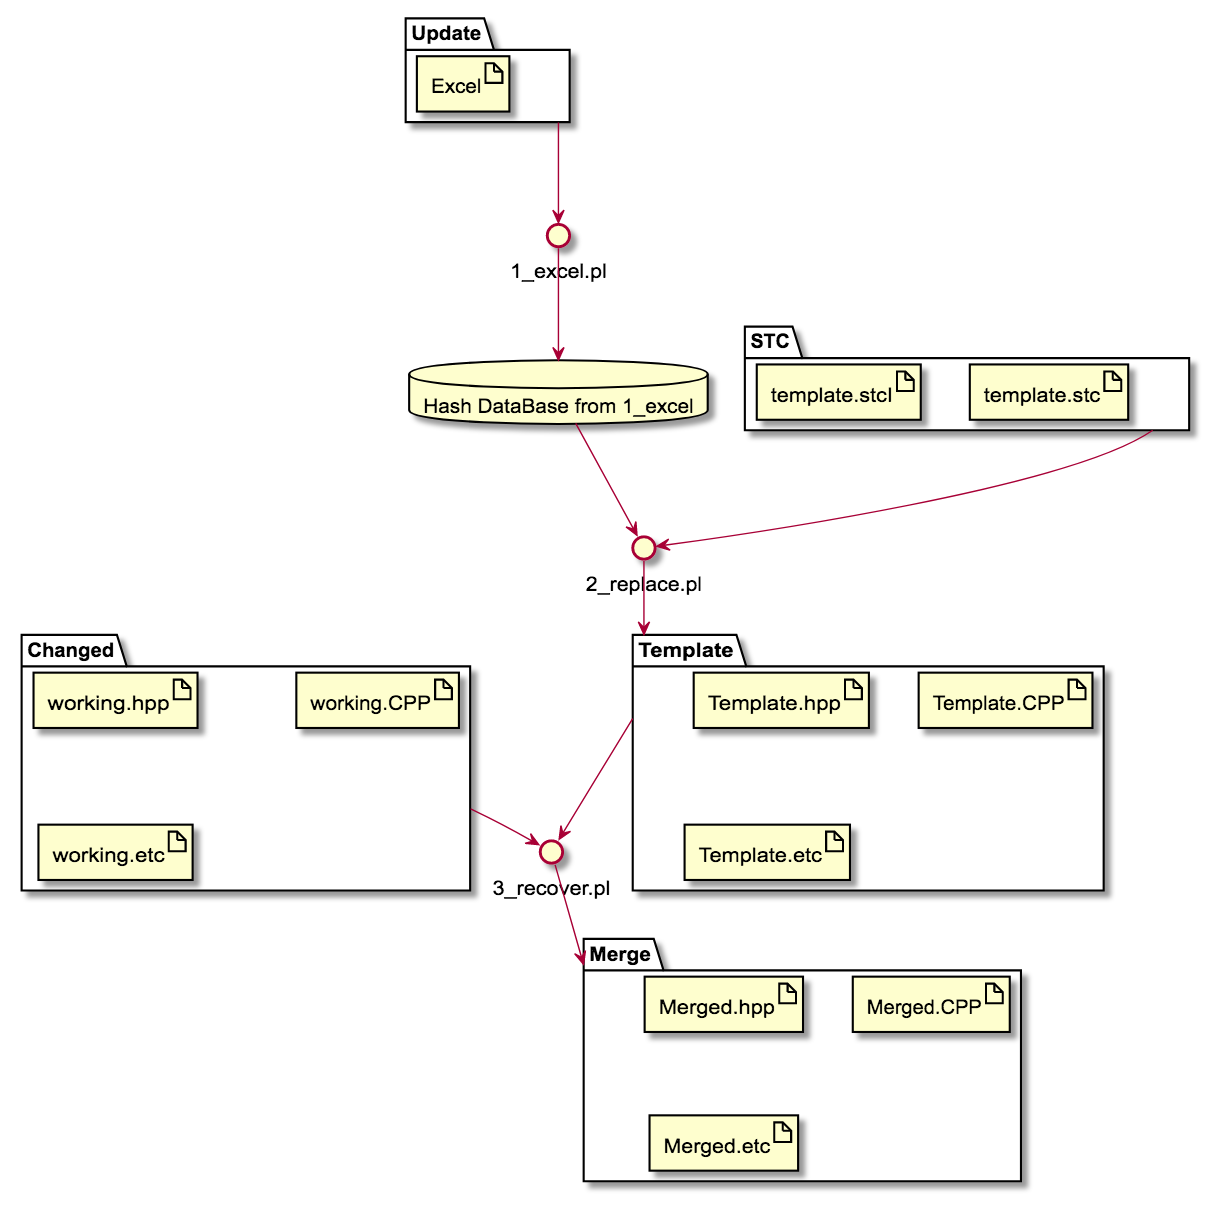 Update
Excel
1_excel.pl
STC
template.stcl
template.stc
Hash DataBase from 1_excel
2_replace.pl
Changed
working.hpp
working.CPP
working.etc
Template
Template.hpp
Template.CPP
Template.etc
3_recover.pl
Merge
Merged.hpp
Merged.CPP
Merged.etc